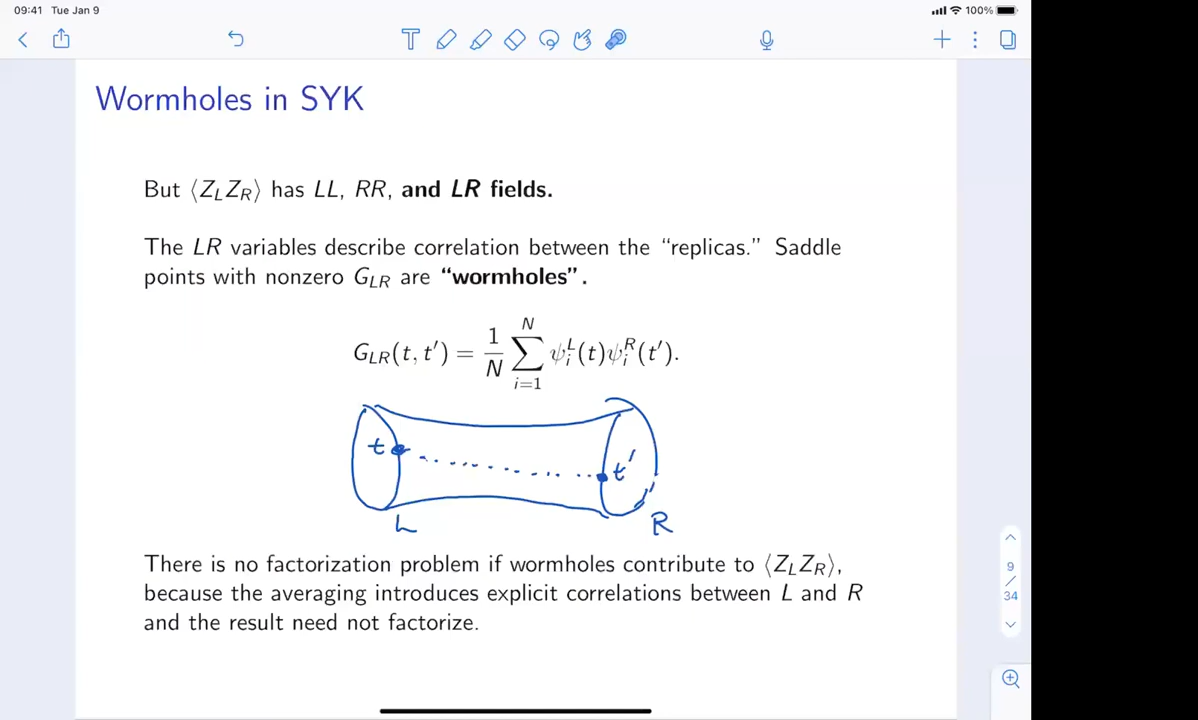 09:41 Tue Jan 9
100%
Wormholes in SYK
But ⟨Z_L Z_R⟩ has LL, RR, and LR fields.
The LR variables describe correlation between the “replicas.” Saddle
points with nonzero G_LR are “wormholes”.
G_LR(t, t′) = 1/N ∑_{i=1}^{N} ψ_i^L(t)ψ_i^R(t′).
t t′
L R
There is no factorization problem if wormholes contribute to ⟨Z_L Z_R⟩,
because the averaging introduces explicit correlations between L and R
and the result need not factorize.
9
/
34